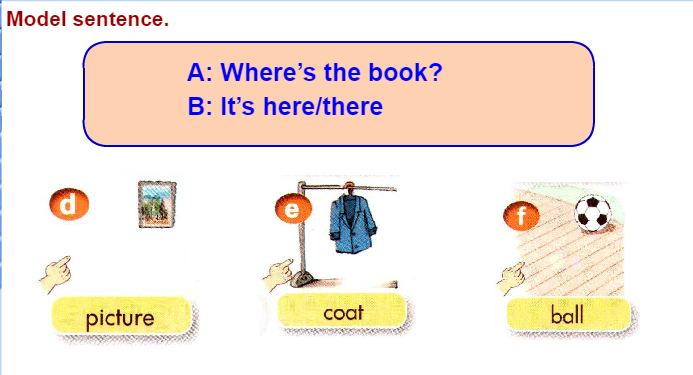 Model sentence.
A: Where's the book?
B: It's here/there
d
e
f
picture
coat
ball